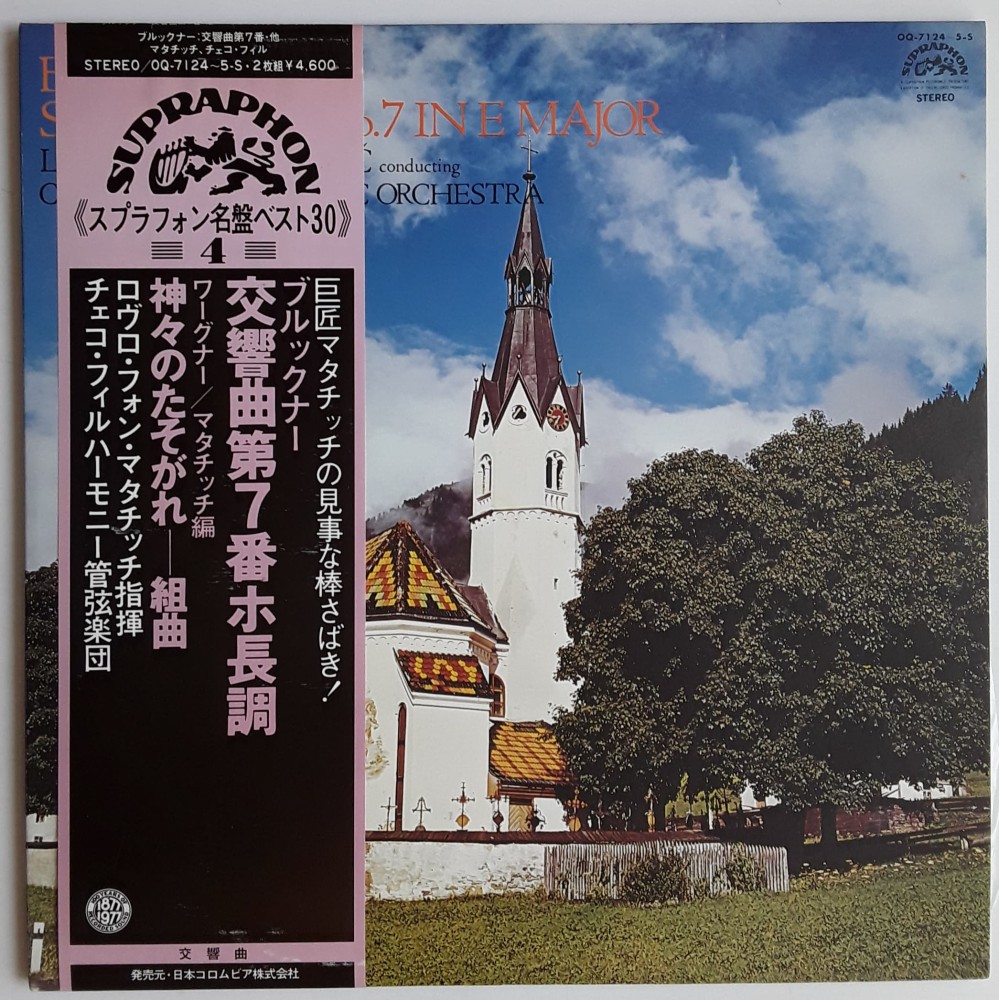 ブルックナー:交響曲第7番・他
マタチッチ、チェコ・フィル
STEREO/OQ-7124~5-S・2枚組¥4,600
SUPRAPHON
《スプラフォン名盤ベスト30》
4
巨匠マタチッチの見事な棒さばき!
ブルックナー
交響曲第7番ホ長調
ワーグナー/マタチッチ編
神々のたそがれ——組曲
ロヴロ・フォン・マタチッチ指揮
チェコ・フィルハーモニー管弦楽団
1877
1977
交響曲
発売元・日本コロムビア株式会社
.7 IN E MAJOR
conducting
ORCHESTRA
OQ-7124 5-S
SUPRAPHON
STEREO